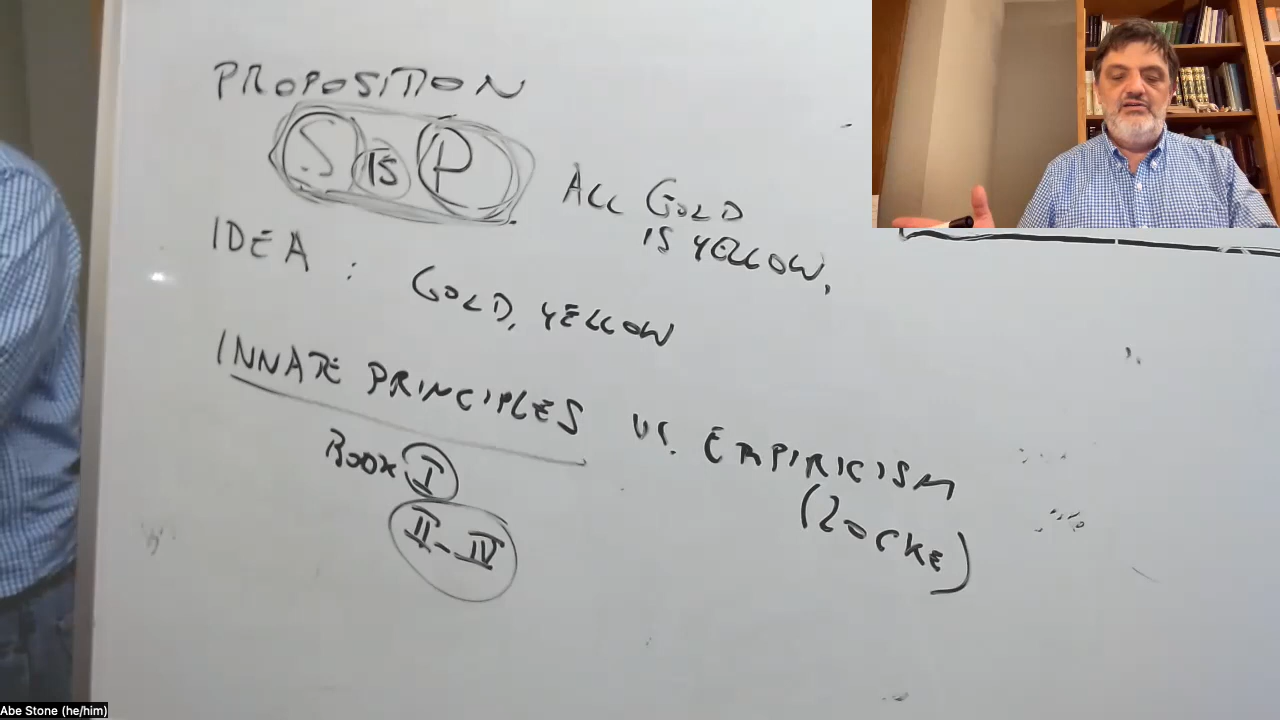 PROPOSITION
S IS P
ALL GOLD
IS YELLOW,
IDEA : GOLD, YELLOW
INNATE PRINCIPLES VS. EMPIRICISM
(LOCKE)
BOOK I
II-IV
Abe Stone (he/him)